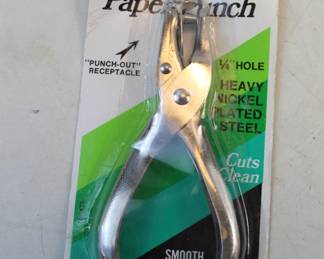 Paper Punch
"PUNCH-OUT"
RECEPTACLE
¼" HOLE
HEAVY
NICKEL
PLATED
STEEL
Cuts
Clean
SMOOTH